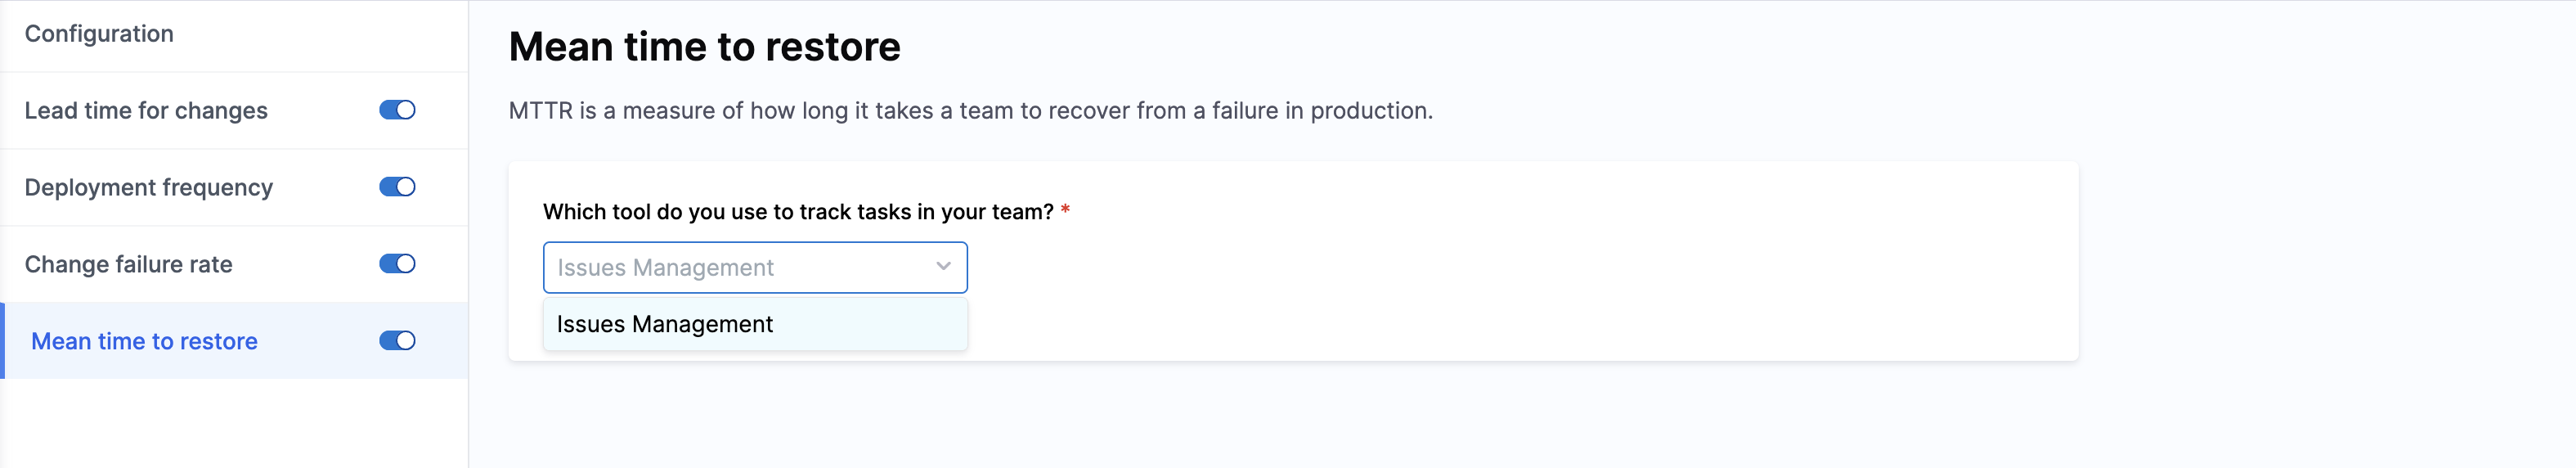 Configuration
Lead time for changes
Deployment frequency
Change failure rate
Mean time to restore
Mean time to restore
MTTR is a measure of how long it takes a team to recover from a failure in production.
Which tool do you use to track tasks in your team? *
Issues Management
Issues Management